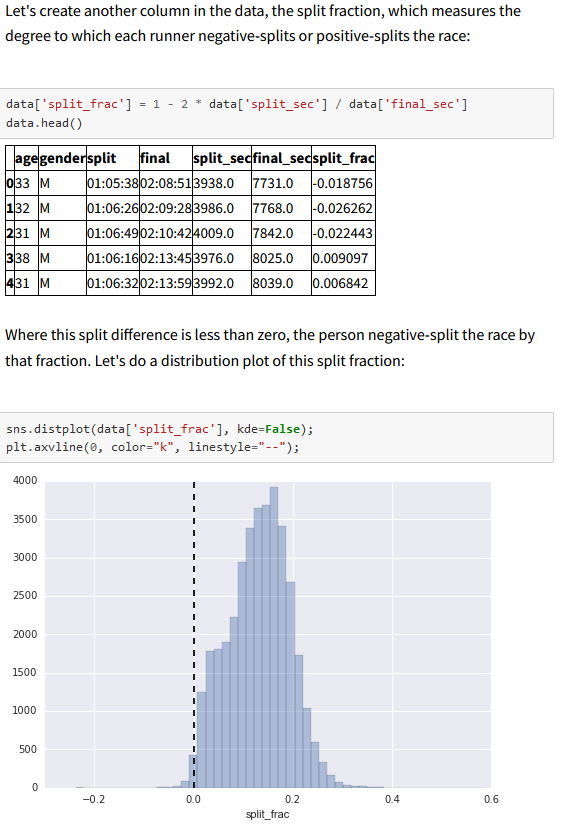 Let's create another column in the data, the split fraction, which measures the
degree to which each runner negative-splits or positive-splits the race:
data['split_frac'] = 1 - 2 * data['split_sec'] / data['final_sec']
data.head()
age gender split final split_sec final_sec split_frac
0 33 M 01:05:38 02:08:51 3938.0 7731.0 -0.018756
1 32 M 01:06:26 02:09:28 3986.0 7768.0 -0.026262
2 31 M 01:06:49 02:10:42 4009.0 7842.0 -0.022443
3 38 M 01:06:16 02:13:45 3976.0 8025.0 0.009097
4 31 M 01:06:32 02:13:59 3992.0 8039.0 0.006842
Where this split difference is less than zero, the person negative-split the race by
that fraction. Let's do a distribution plot of this split fraction:
sns.distplot(data['split_frac'], kde=False);
plt.axvline(0, color="k", linestyle="--");
4000
3500
3000
2500
2000
1500
1000
500
0
−0.2 0.0 0.2 0.4 0.6
split_frac